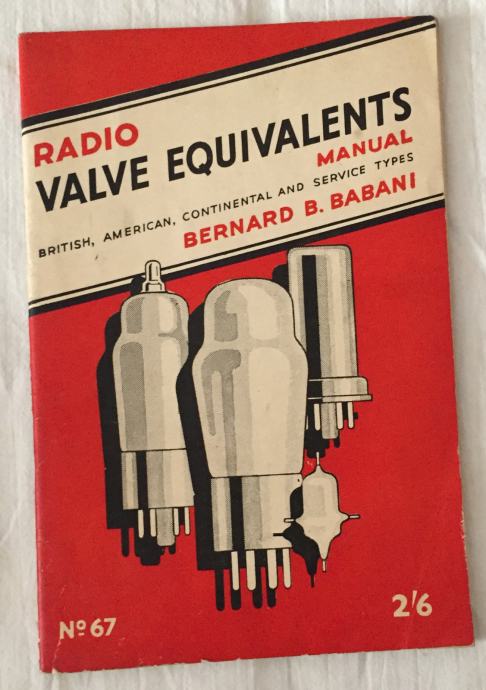 RADIO
VALVE EQUIVALENTS
MANUAL
BRITISH, AMERICAN, CONTINENTAL AND SERVICE TYPES
BERNARD B. BABANI
Nº 67
2/6